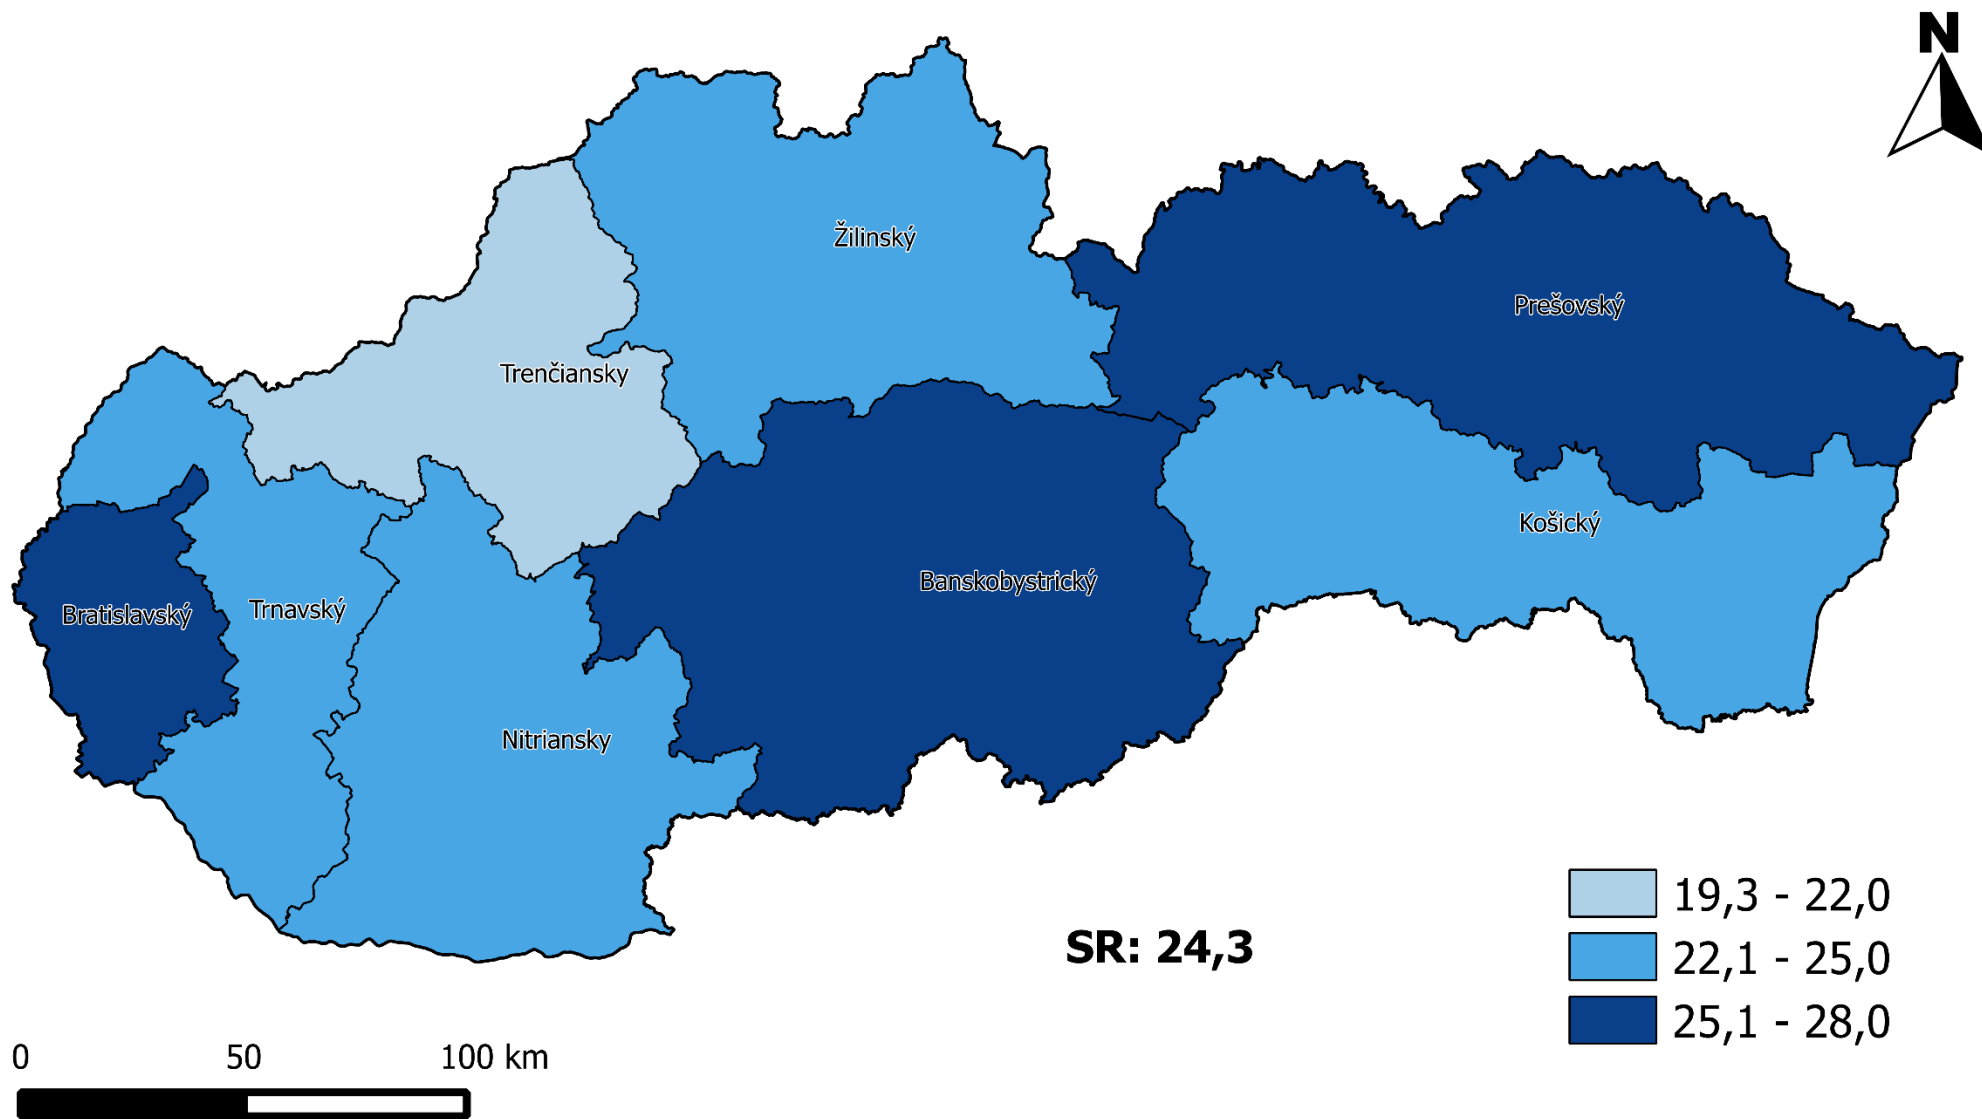 N
Žilinský
Prešovský
Trenčiansky
Košický
Banskobystrický
Bratislavský
Trnavský
Nitriansky
SR: 24,3
19,3 - 22,0
22,1 - 25,0
25,1 - 28,0
0 50 100 km